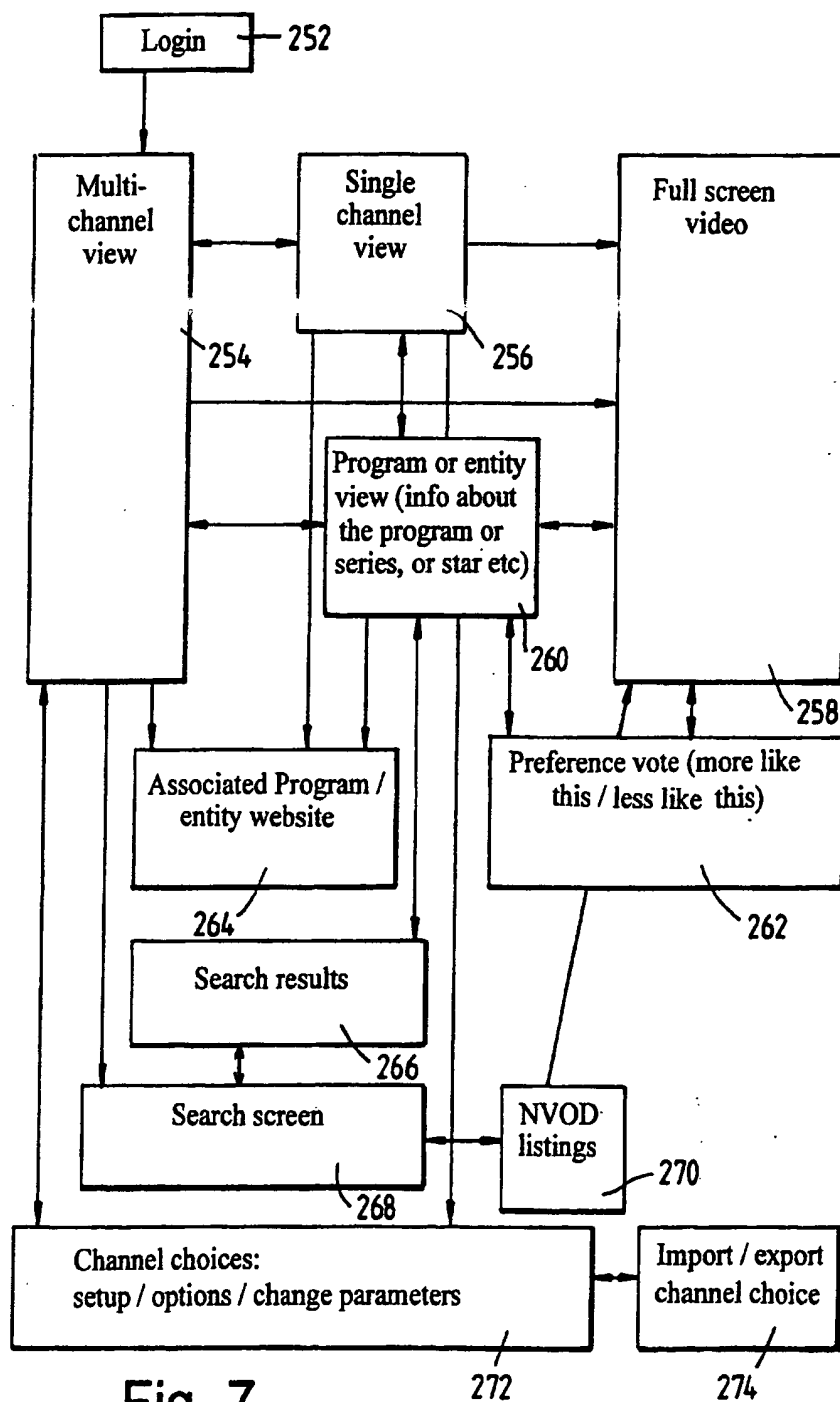 Login
252
Multi-
channel
view
254
Single
channel
view
256
Full screen
video
258
Program or entity
view (info about
the program or
series, or star etc)
260
Associated Program /
entity website
264
Preference vote (more like
this / less like this)
262
Search results
266
Search screen
268
NVOD
listings
270
Channel choices:
setup / options / change parameters
272
Import / export
channel choice
274
Fig. 7